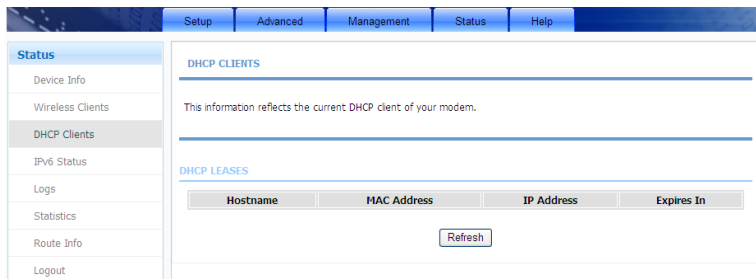 Setup Advanced Management Status Help
Status
Device Info
Wireless Clients
DHCP Clients
IPv6 Status
Logs
Statistics
Route Info
Logout
DHCP CLIENTS
This information reflects the current DHCP client of your modem.
DHCP LEASES
Hostname MAC Address IP Address Expires In
Refresh